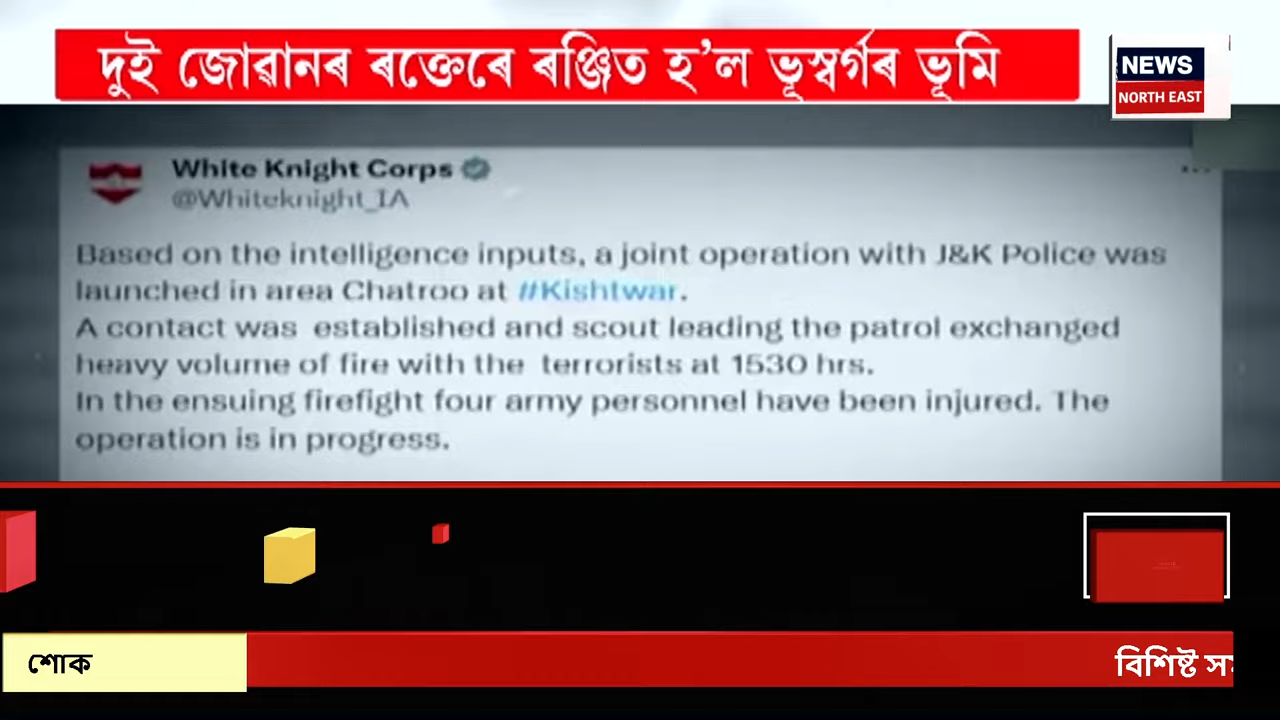 দুই জোৱানৰ ৰক্তেৰে ৰঞ্জিত হ’ল ভূস্বৰ্গৰ ভূমি
NEWS
NORTH EAST
White Knight Corps
@Whiteknight_IA
Based on the intelligence inputs, a joint operation with J&K Police was
launched in area Chatroo at #Kishtwar.
A contact was established and scout leading the patrol exchanged
heavy volume of fire with the terrorists at 1530 hrs.
In the ensuing firefight four army personnel have been injured. The
operation is in progress.
শোক
বিশিষ্ট